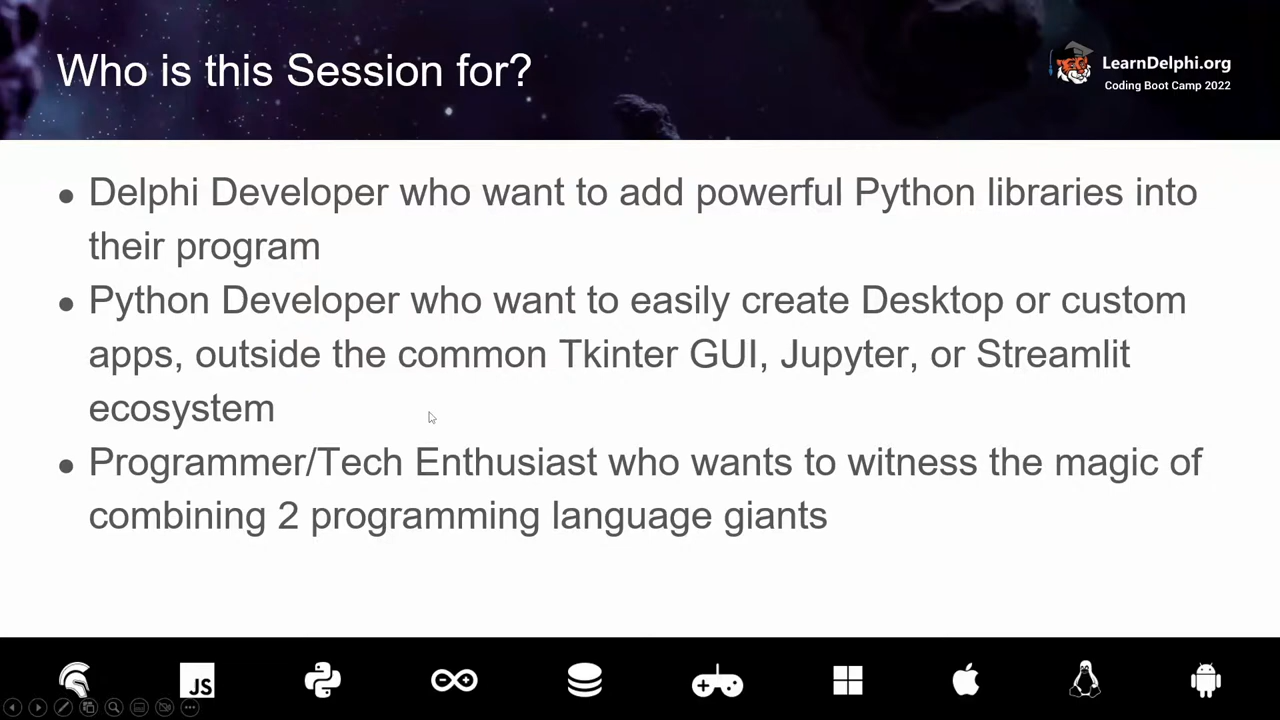 Who is this Session for?
LearnDelphi.org
Coding Boot Camp 2022
● Delphi Developer who want to add powerful Python libraries into
their program
● Python Developer who want to easily create Desktop or custom
apps, outside the common Tkinter GUI, Jupyter, or Streamlit
ecosystem
● Programmer/Tech Enthusiast who wants to witness the magic of
combining 2 programming language giants
JS